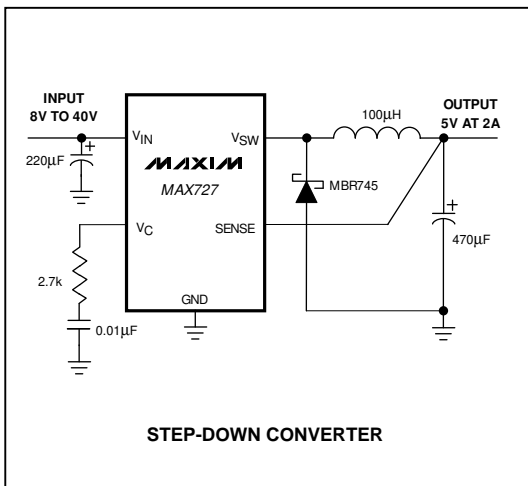 INPUT
8V TO 40V
220µF
VIN
MAXIM
MAX727
VSW
100µH
OUTPUT
5V AT 2A
MBR745
VC
SENSE
470µF
2.7k
0.01µF
GND
STEP-DOWN CONVERTER